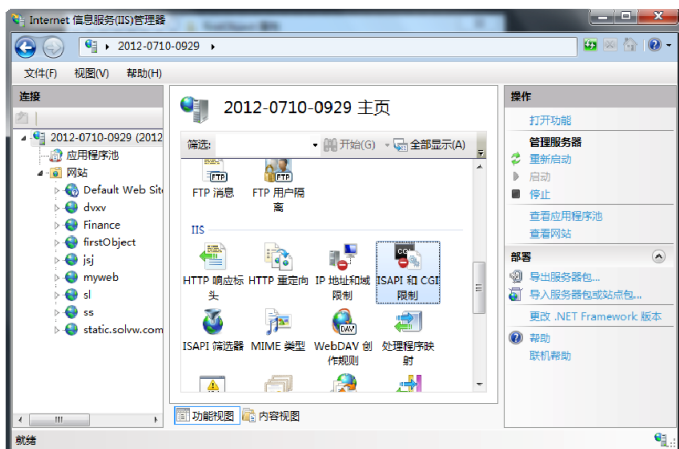 Internet 信息服务(IIS)管理器
2012-0710-0929
文件(F) 视图(V) 帮助(H)
连接
2012-0710-0929 (2012
应用程序池
网站
Default Web Sit
dvxv
Finance
firstObject
jsj
myweb
sl
ss
static.solvw.com
2012-0710-0929 主页
筛选: 开始(G) 全部显示(A)
FTP 消息 FTP 用户隔
离
IIS
HTTP 响应标 HTTP 重定向 IP 地址和域 ISAPI 和 CGI
头 限制 限制
ISAPI 筛选器 MIME 类型 WebDAV 创 处理程序映
作规则 射
功能视图 内容视图
操作
打开功能
管理服务器
重新启动
启动
停止
查看应用程序池
查看网站
部署
导出服务器包...
导入服务器包或站点包...
更改 .NET Framework 版本
帮助
联机帮助
就绪